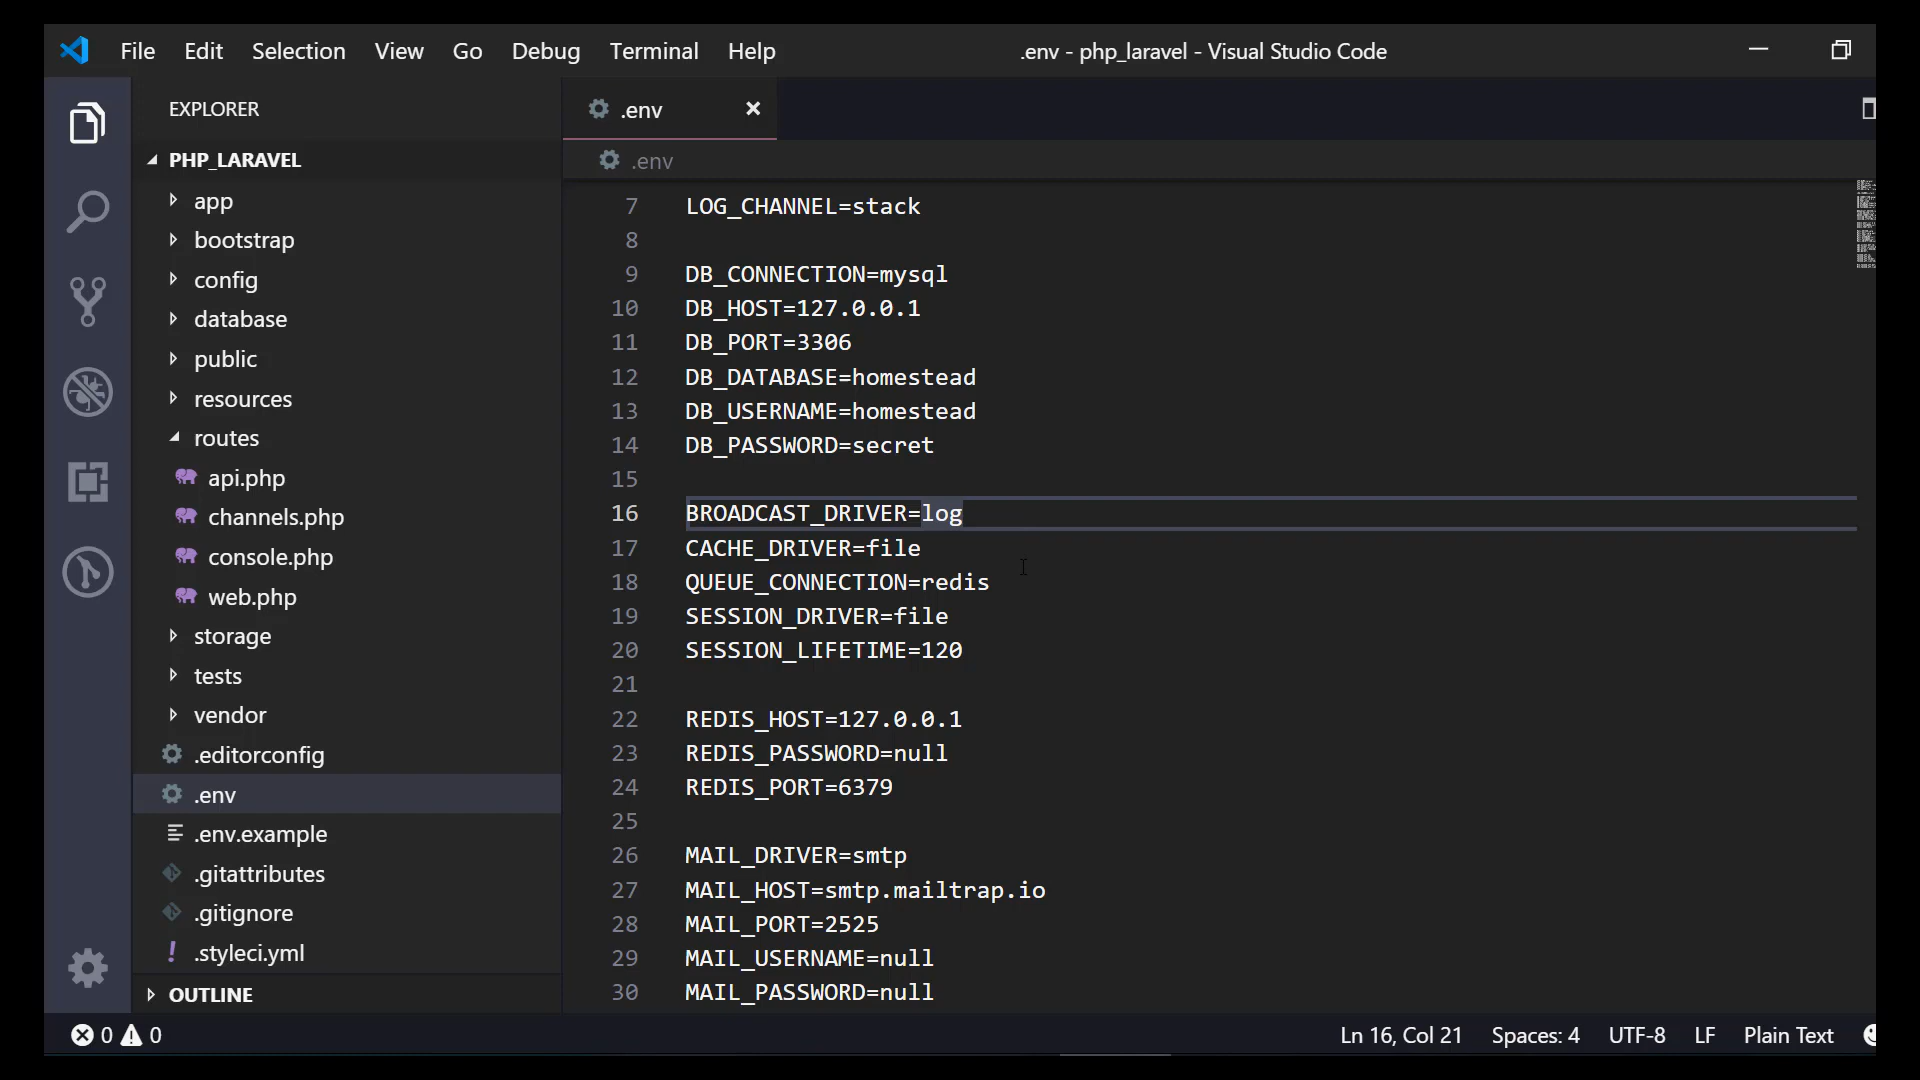 File Edit Selection View Go Debug Terminal Help .env - php_laravel - Visual Studio Code
EXPLORER
PHP_LARAVEL
app
bootstrap
config
database
public
resources
routes
api.php
channels.php
console.php
web.php
storage
tests
vendor
.editorconfig
.env
.env.example
.gitattributes
.gitignore
! .styleci.yml
OUTLINE
.env
.env
7 LOG_CHANNEL=stack
8
9 DB_CONNECTION=mysql
10 DB_HOST=127.0.0.1
11 DB_PORT=3306
12 DB_DATABASE=homestead
13 DB_USERNAME=homestead
14 DB_PASSWORD=secret
15
16 BROADCAST_DRIVER=log
17 CACHE_DRIVER=file
18 QUEUE_CONNECTION=redis
19 SESSION_DRIVER=file
20 SESSION_LIFETIME=120
21
22 REDIS_HOST=127.0.0.1
23 REDIS_PASSWORD=null
24 REDIS_PORT=6379
25
26 MAIL_DRIVER=smtp
27 MAIL_HOST=smtp.mailtrap.io
28 MAIL_PORT=2525
29 MAIL_USERNAME=null
30 MAIL_PASSWORD=null
0 0 Ln 16, Col 21 Spaces: 4 UTF-8 LF Plain Text